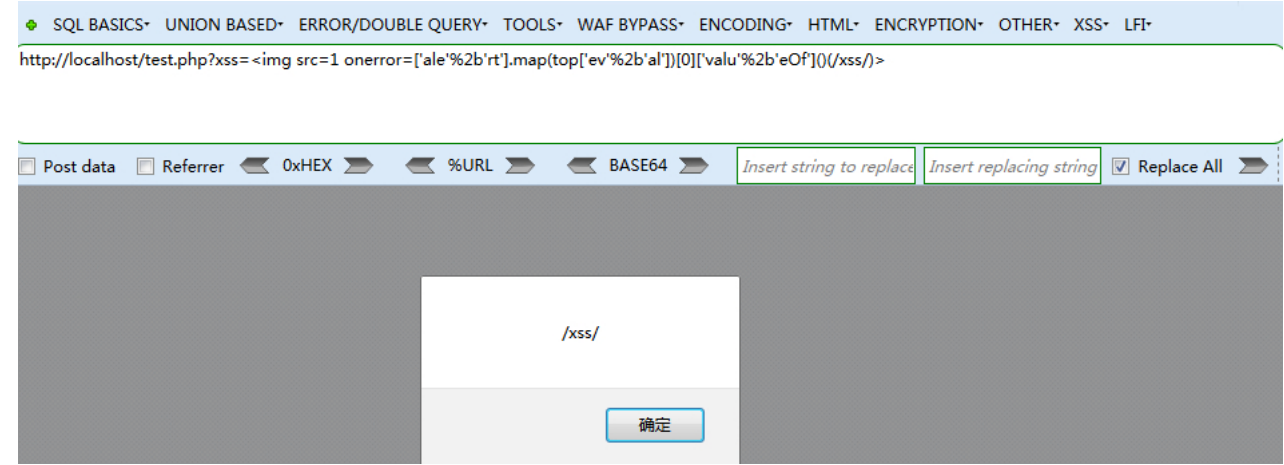 SQL BASICS· UNION BASED· ERROR/DOUBLE QUERY· TOOLS· WAF BYPASS· ENCODING· HTML· ENCRYPTION· OTHER· XSS· LFI·
http://localhost/test.php?xss=<img src=1 onerror=['ale'%2b'rt'].map(top['ev'%2b'al'])[0]['valu'%2b'eOf']()(/xss/)>
Post data Referrer 0xHEX %URL BASE64 Insert string to replace Insert replacing string Replace All
/xss/
确定